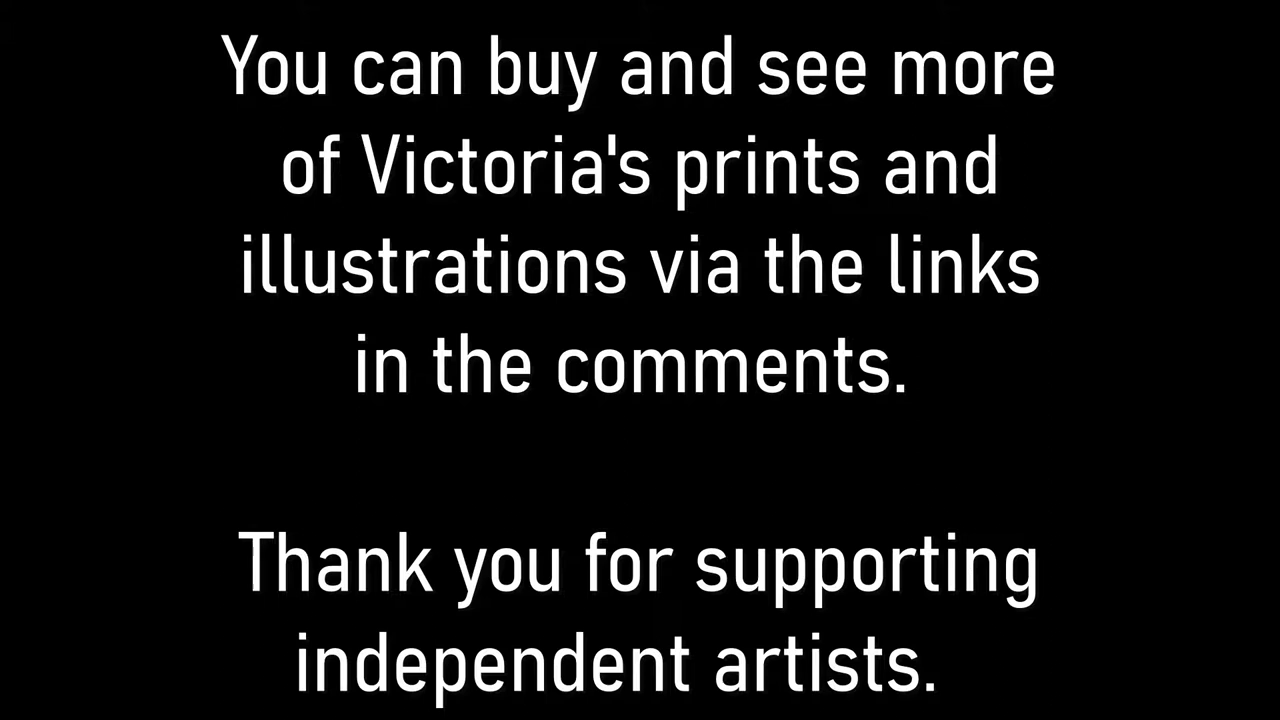 You can buy and see more
of Victoria's prints and
illustrations via the links
in the comments.
Thank you for supporting
independent artists.